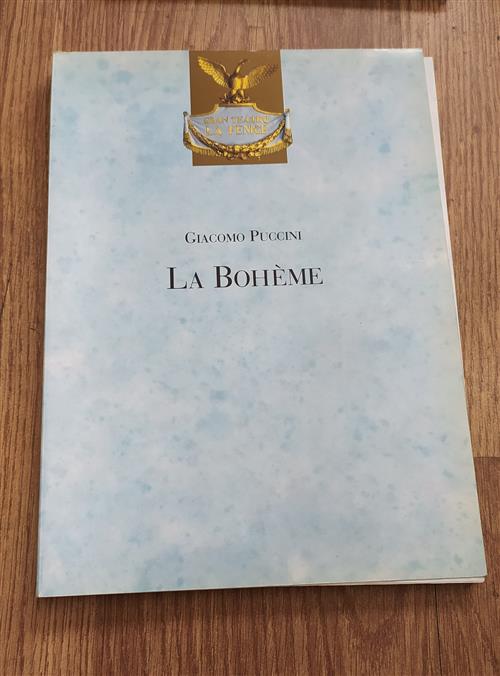 GRAN TEATRO
LA FENICE
GIACOMO PUCCINI
LA BOHÈME